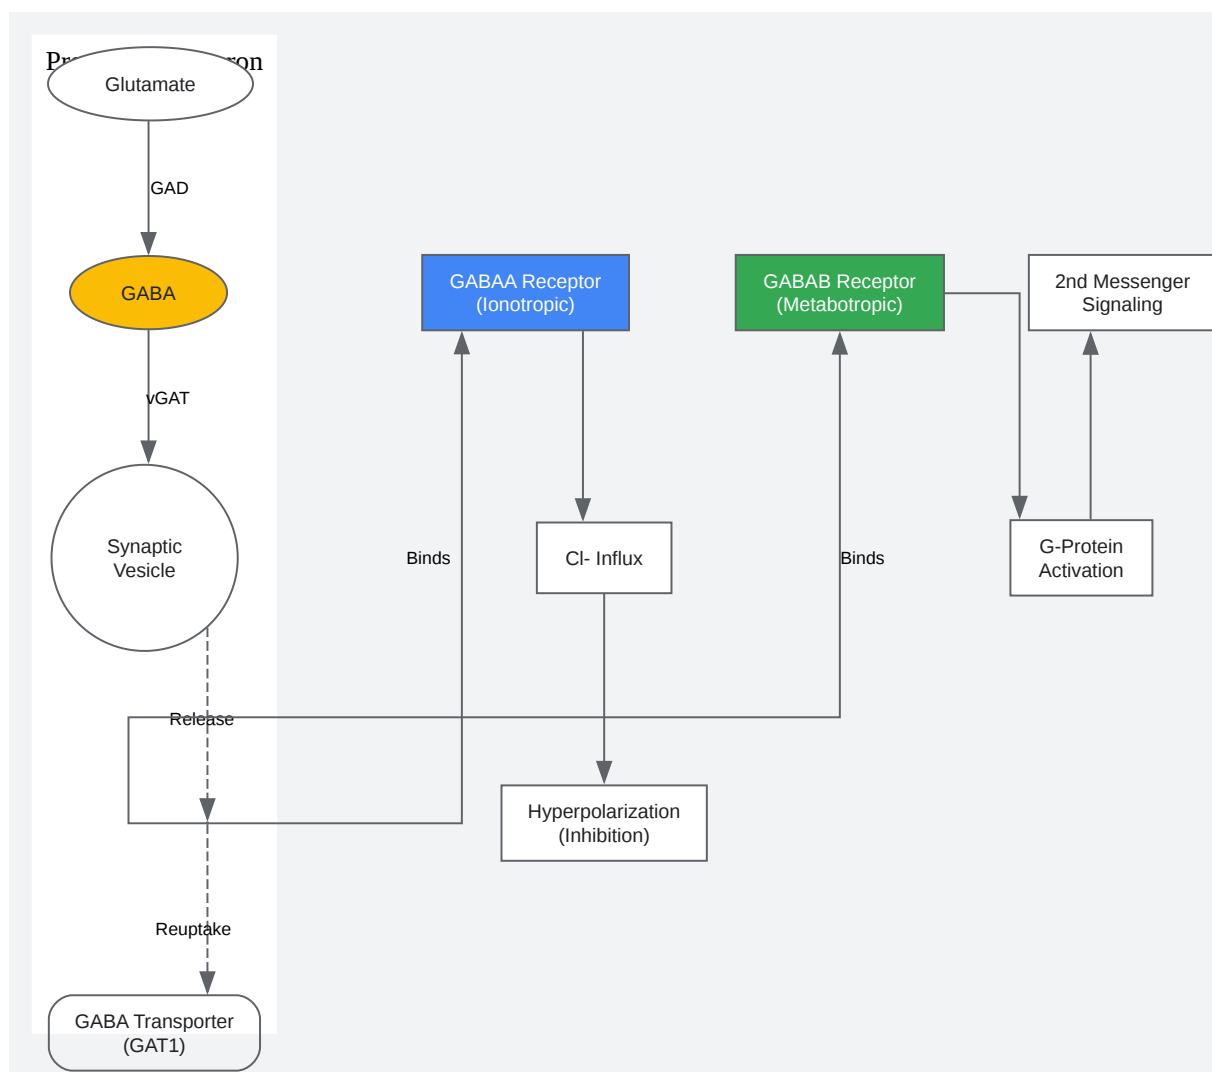 Glutamate
GAD
GABA
vGAT
Synaptic
Vesicle
Release
Reuptake
GABA Transporter
(GAT1)
GABAA Receptor
(Ionotropic)
Binds
Cl- Influx
Hyperpolarization
(Inhibition)
GABAB Receptor
(Metabotropic)
Binds
2nd Messenger
Signaling
G-Protein
Activation